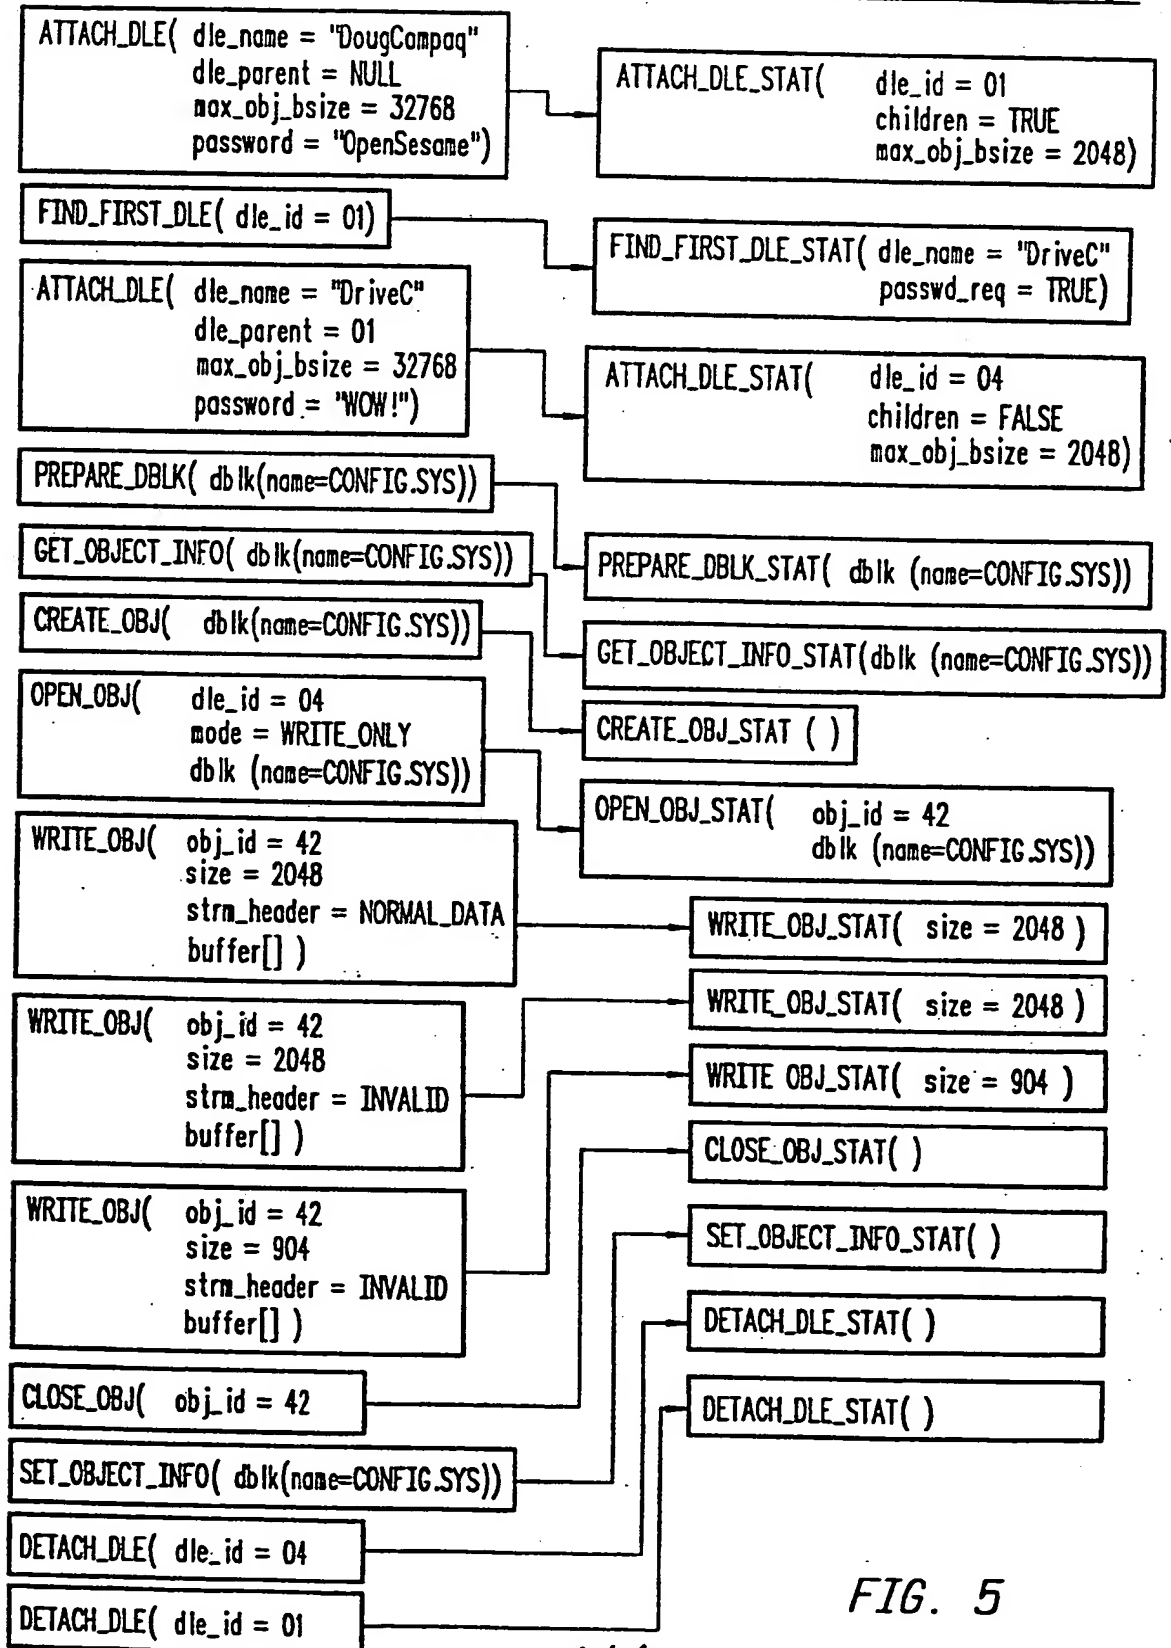 ATTACH_DLE( dle_name = "DougCompaq"
dle_parent = NULL
max_obj_bsize = 32768
password = "OpenSesame")
ATTACH_DLE_STAT( dle_id = 01
children = TRUE
max_obj_bsize = 2048)
FIND_FIRST_DLE( dle_id = 01)
FIND_FIRST_DLE_STAT( dle_name = "DriveC"
passwd_req = TRUE)
ATTACH_DLE( dle_name = "DriveC"
dle_parent = 01
max_obj_bsize = 32768
password = "WOW!")
ATTACH_DLE_STAT( dle_id = 04
children = FALSE
max_obj_bsize = 2048)
PREPARE_DBLK( dblk(name=CONFIG.SYS))
PREPARE_DBLK_STAT( dblk (name=CONFIG.SYS))
GET_OBJECT_INFO( dblk(name=CONFIG.SYS))
GET_OBJECT_INFO_STAT(dblk (name=CONFIG.SYS))
CREATE_OBJ( dblk(name=CONFIG.SYS))
CREATE_OBJ_STAT ( )
OPEN_OBJ( dle_id = 04
mode = WRITE_ONLY
dblk (name=CONFIG.SYS))
OPEN_OBJ_STAT( obj_id = 42
dblk (name=CONFIG.SYS))
WRITE_OBJ( obj_id = 42
size = 2048
strm_header = NORMAL_DATA
buffer[] )
WRITE_OBJ_STAT( size = 2048 )
WRITE_OBJ( obj_id = 42
size = 2048
strm_header = INVALID
buffer[] )
WRITE_OBJ_STAT( size = 2048 )
WRITE_OBJ( obj_id = 42
size = 904
strm_header = INVALID
buffer[] )
WRITE OBJ_STAT( size = 904 )
CLOSE_OBJ( obj_id = 42
CLOSE_OBJ_STAT( )
SET_OBJECT_INFO( dblk(name=CONFIG.SYS))
SET_OBJECT_INFO_STAT( )
DETACH_DLE( dle_id = 04
DETACH_DLE_STAT( )
DETACH_DLE( dle_id = 01
DETACH_DLE_STAT( )
FIG. 5